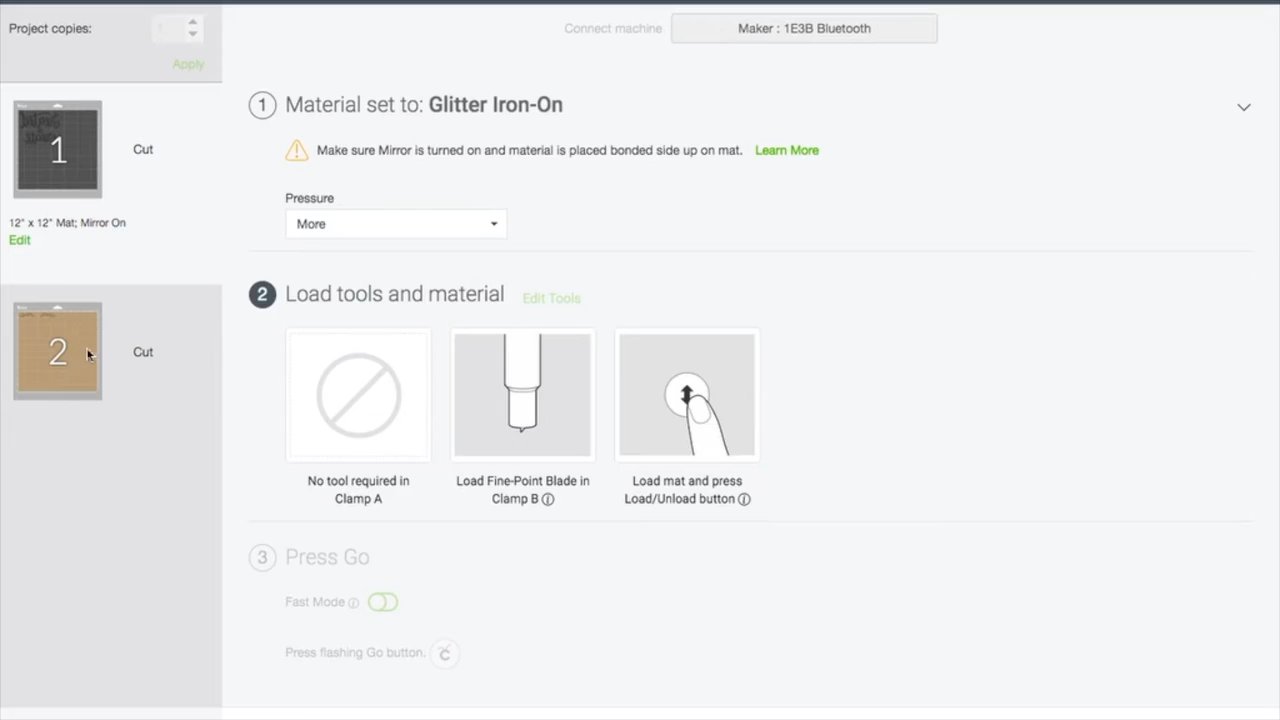 Project copies:
Apply
1
Cut
12" x 12" Mat; Mirror On
Edit
2
Cut
Connect machine
Maker : 1E3B Bluetooth
1 Material set to: Glitter Iron-On
Make sure Mirror is turned on and material is placed bonded side up on mat. Learn More
Pressure
More
2 Load tools and material Edit Tools
No tool required in
Clamp A
Load Fine-Point Blade in
Clamp B
Load mat and press
Load/Unload button
3 Press Go
Fast Mode
Press flashing Go button.